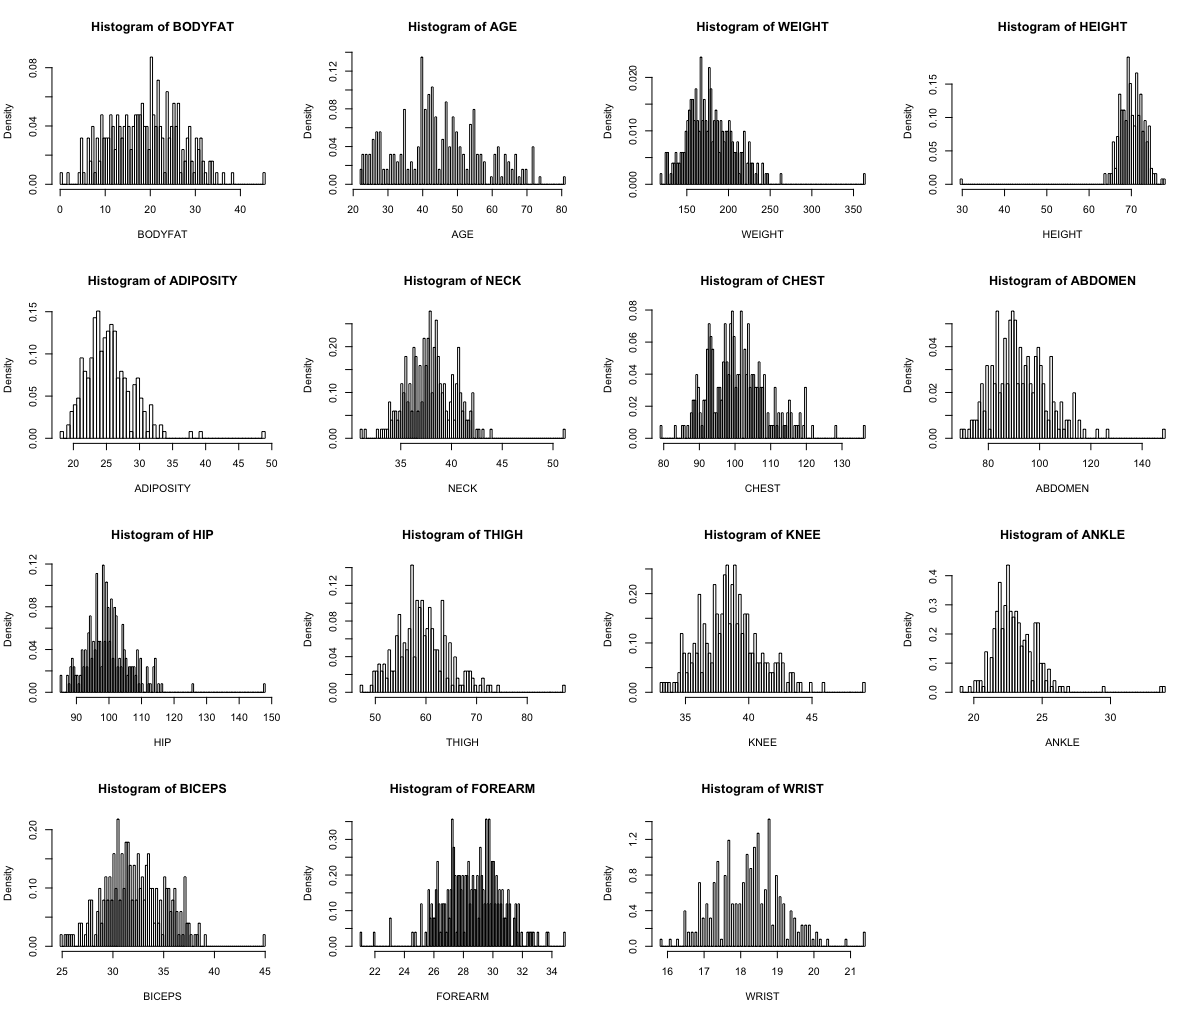 Histogram of BODYFAT
Density
0.00 0.04 0.08
0 10 20 30 40
BODYFAT
Histogram of AGE
Density
0.00 0.04 0.08 0.12
20 30 40 50 60 70 80
AGE
Histogram of WEIGHT
Density
0.000 0.010 0.020
150 200 250 300 350
WEIGHT
Histogram of HEIGHT
Density
0.00 0.05 0.10 0.15
30 40 50 60 70
HEIGHT
Histogram of ADIPOSITY
Density
0.00 0.05 0.10 0.15
20 25 30 35 40 45 50
ADIPOSITY
Histogram of NECK
Density
0.00 0.10 0.20
35 40 45 50
NECK
Histogram of CHEST
Density
0.00 0.02 0.04 0.06 0.08
80 90 100 110 120 130
CHEST
Histogram of ABDOMEN
Density
0.00 0.02 0.04
80 100 120 140
ABDOMEN
Histogram of HIP
Density
0.00 0.04 0.08 0.12
90 100 110 120 130 140 150
HIP
Histogram of THIGH
Density
0.00 0.04 0.08 0.12
50 60 70 80
THIGH
Histogram of KNEE
Density
0.00 0.10 0.20
35 40 45
KNEE
Histogram of ANKLE
Density
0.0 0.1 0.2 0.3 0.4
20 25 30
ANKLE
Histogram of BICEPS
Density
0.00 0.10 0.20
25 30 35 40 45
BICEPS
Histogram of FOREARM
Density
0.00 0.10 0.20 0.30
22 24 26 28 30 32 34
FOREARM
Histogram of WRIST
Density
0.0 0.4 0.8 1.2
16 17 18 19 20 21
WRIST